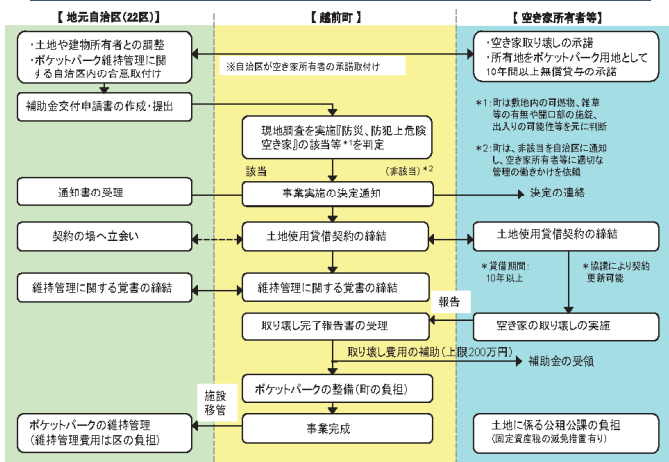 【 地元自治区(22区) 】
【 越前町 】
【 空き家所有者等 】
・土地や建物所有者との調整
・ポケットパーク維持管理に関
する自治区内の合意取付け
※自治区が空き家所有者の承諾取付け
・空き家取り壊しの承諾
・所有地をポケットパーク用地として
10年間以上無償貸与の承諾
補助金交付申請書の作成・提出
現地調査を実施『防災、防犯上危険
空き家』の該当等*1を判定
*1:町は敷地内の可燃物、雑草
等の有無や開口部の施錠、
出入りの可能性等を元に判断
*2:町は、非該当を自治区に通知
し、空き家所有者等に適切な
管理の働きかけを依頼
該当
(非該当)*2
通知書の受理
事業実施の決定通知
決定の連絡
契約の場へ立会い
土地使用貸借契約の締結
土地使用貸借契約の締結
*貸借期間:
10年以上
*協議により契約
更新可能
維持管理に関する覚書の締結
維持管理に関する覚書の締結
報告
取り壊し完了報告書の受理
空き家の取り壊しの実施
取り壊し費用の補助(上限200万円)
補助金の受領
ポケットパークの整備(町の負担)
施設
移管
ポケットパークの維持管理
(維持管理費用は区の負担)
事業完成
土地に係る公租公課の負担
(固定資産税の減免措置有り)